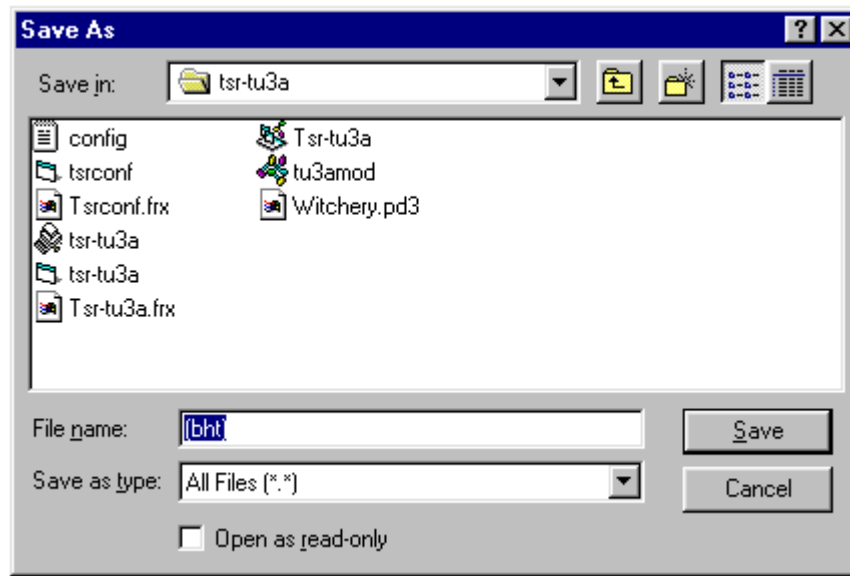 Save As
Save in: tsr-tu3a
config
tsrconf
Tsrconf.frx
tsr-tu3a
tsr-tu3a
Tsr-tu3a.frx
Tsr-tu3a
tu3amod
Witchery.pd3
File name: (bht)
Save
Save as type: All Files (*.*)
Cancel
Open as read-only